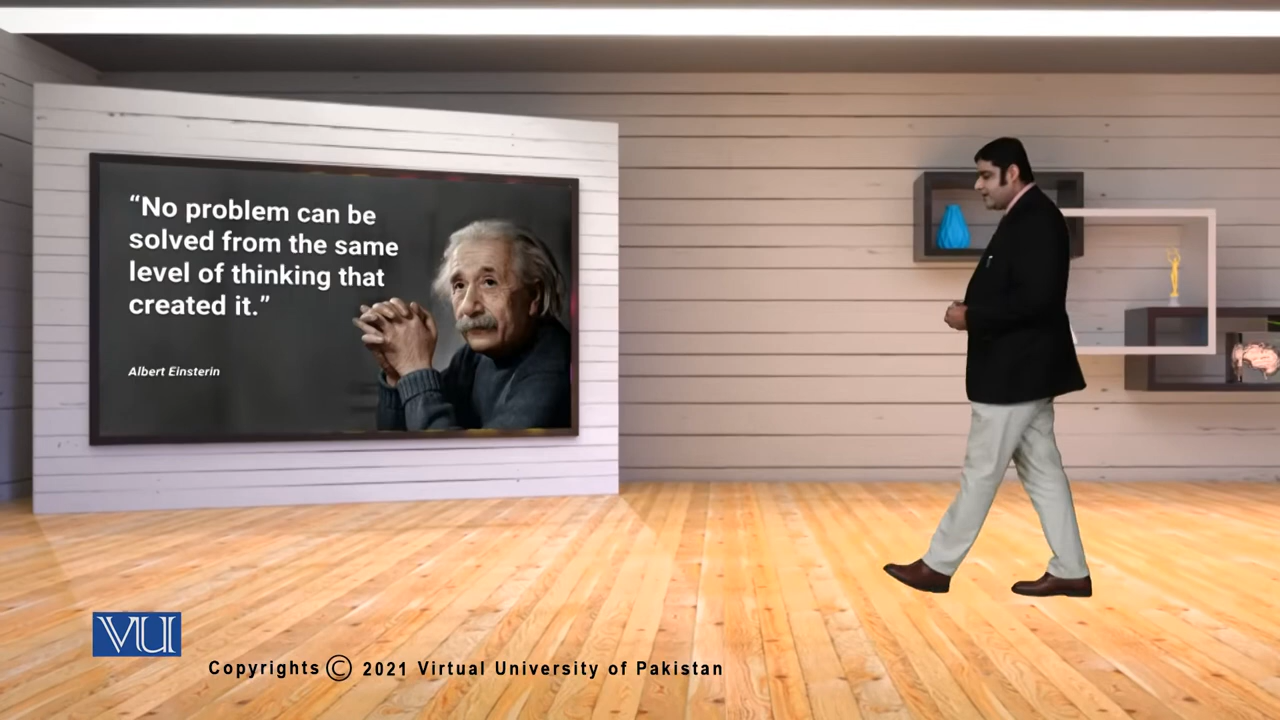 “No problem can be
solved from the same
level of thinking that
created it.”
Albert Einsterin
VU
Copyrights © 2021 Virtual University of Pakistan